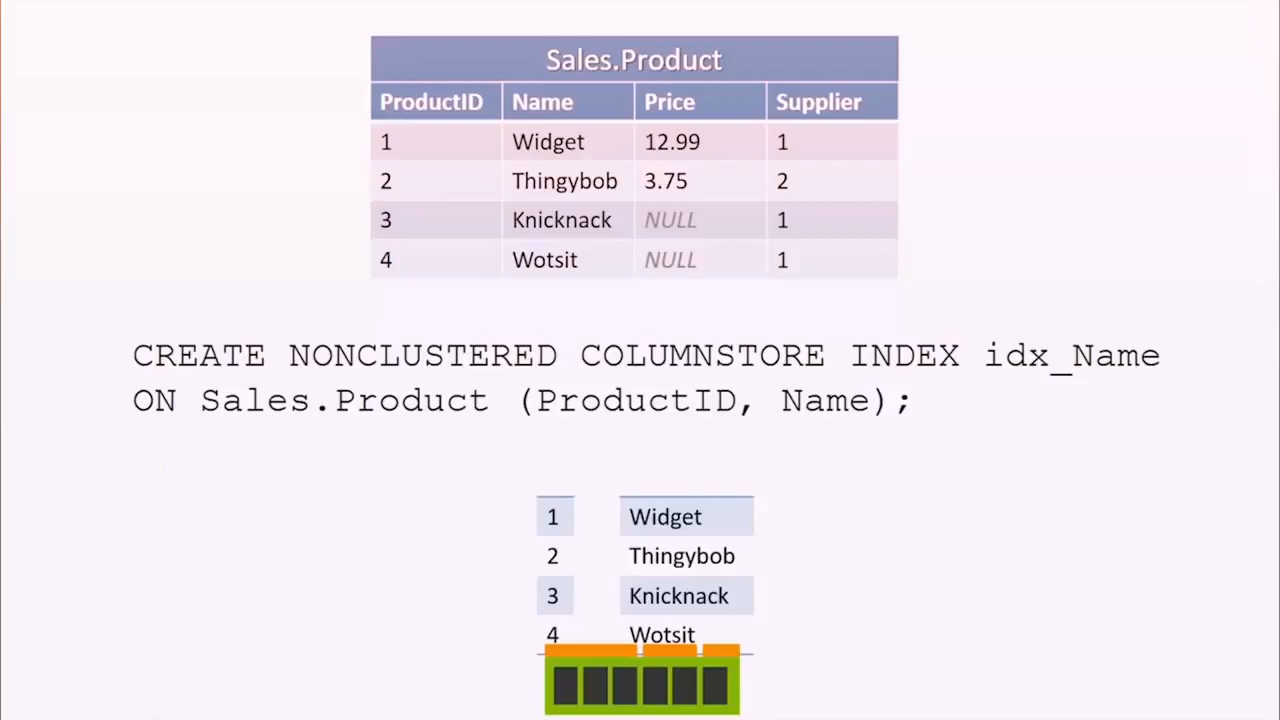 Sales.Product
ProductID Name Price Supplier
1 Widget 12.99 1
2 Thingybob 3.75 2
3 Knicknack NULL 1
4 Wotsit NULL 1
CREATE NONCLUSTERED COLUMNSTORE INDEX idx_Name
ON Sales.Product (ProductID, Name);
1 Widget
2 Thingybob
3 Knicknack
4 Wotsit